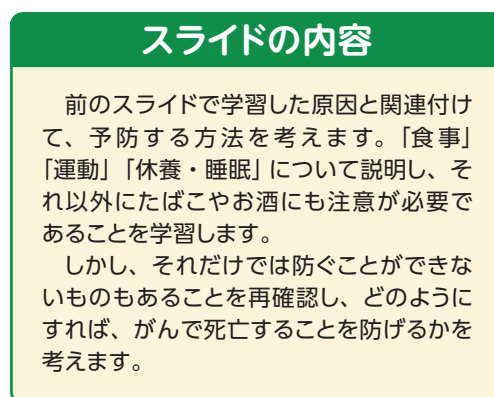 スライドの内容
前のスライドで学習した原因と関連付け
て、予防する方法を考えます。「食事」
「運動」「休養・睡眠」について説明し、そ
れ以外にたばこやお酒にも注意が必要で
あることを学習します。
しかし、それだけでは防ぐことができな
いものもあることを再確認し、どのように
すれば、がんで死亡することを防げるかを
考えます。